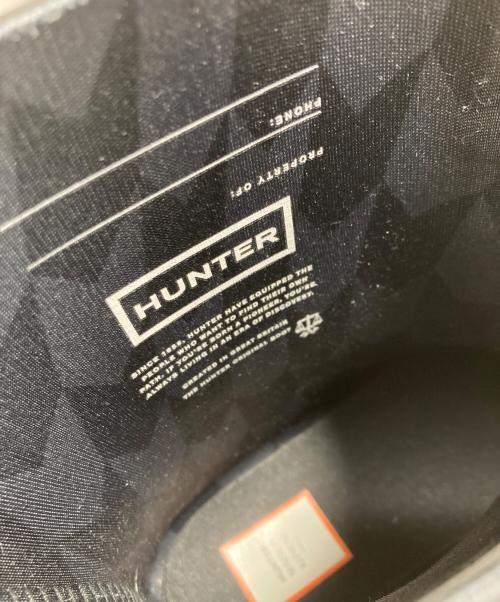 PHONE:
PROPERTY OF:
HUNTER
SINCE 1856, HUNTER HAVE EQUIPPED THE
PEOPLE WHO WANT TO FIND THEIR OWN
PATH. IF YOU'RE BORN A PIONEER, YOU'RE
ALWAYS LIVING IN AN ERA OF DISCOVERY.
CREATED IN GREAT BRITAIN
THE HUNTER ORIGINAL BOOT